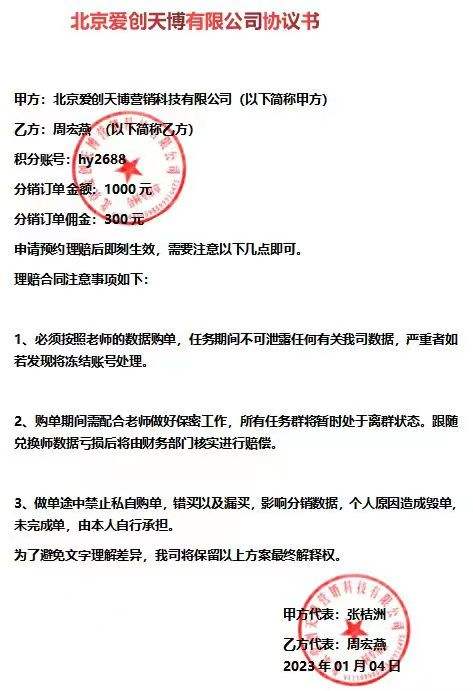 北京爱创天博有限公司协议书
甲方：北京爱创天博营销科技有限公司（以下简称甲方）
乙方：周宏燕 （以下简称乙方）
积分账号：hy2688
分销订单金额：1000 元
分销订单佣金：300 元
申请预约理赔后即刻生效，需要注意以下几点即可。
理赔合同注意事项如下：
1、必须按照老师的数据购单，任务期间不可泄露任何有关我司数据，严重者如
若发现将冻结账号处理。
2、购单期间需配合老师做好保密工作，所有任务群将暂时处于离群状态。跟随
兑换师数据亏损后将由财务部门核实进行赔偿。
3、做单途中禁止私自购单，错买以及漏买，影响分销数据，个人原因造成毁单，
未完成单，由本人自行承担。
为了避免文字理解差异，我司将保留以上方案最终解释权。
甲方代表：张桔洲
乙方代表：周宏燕
2023 年 01 月 04 日